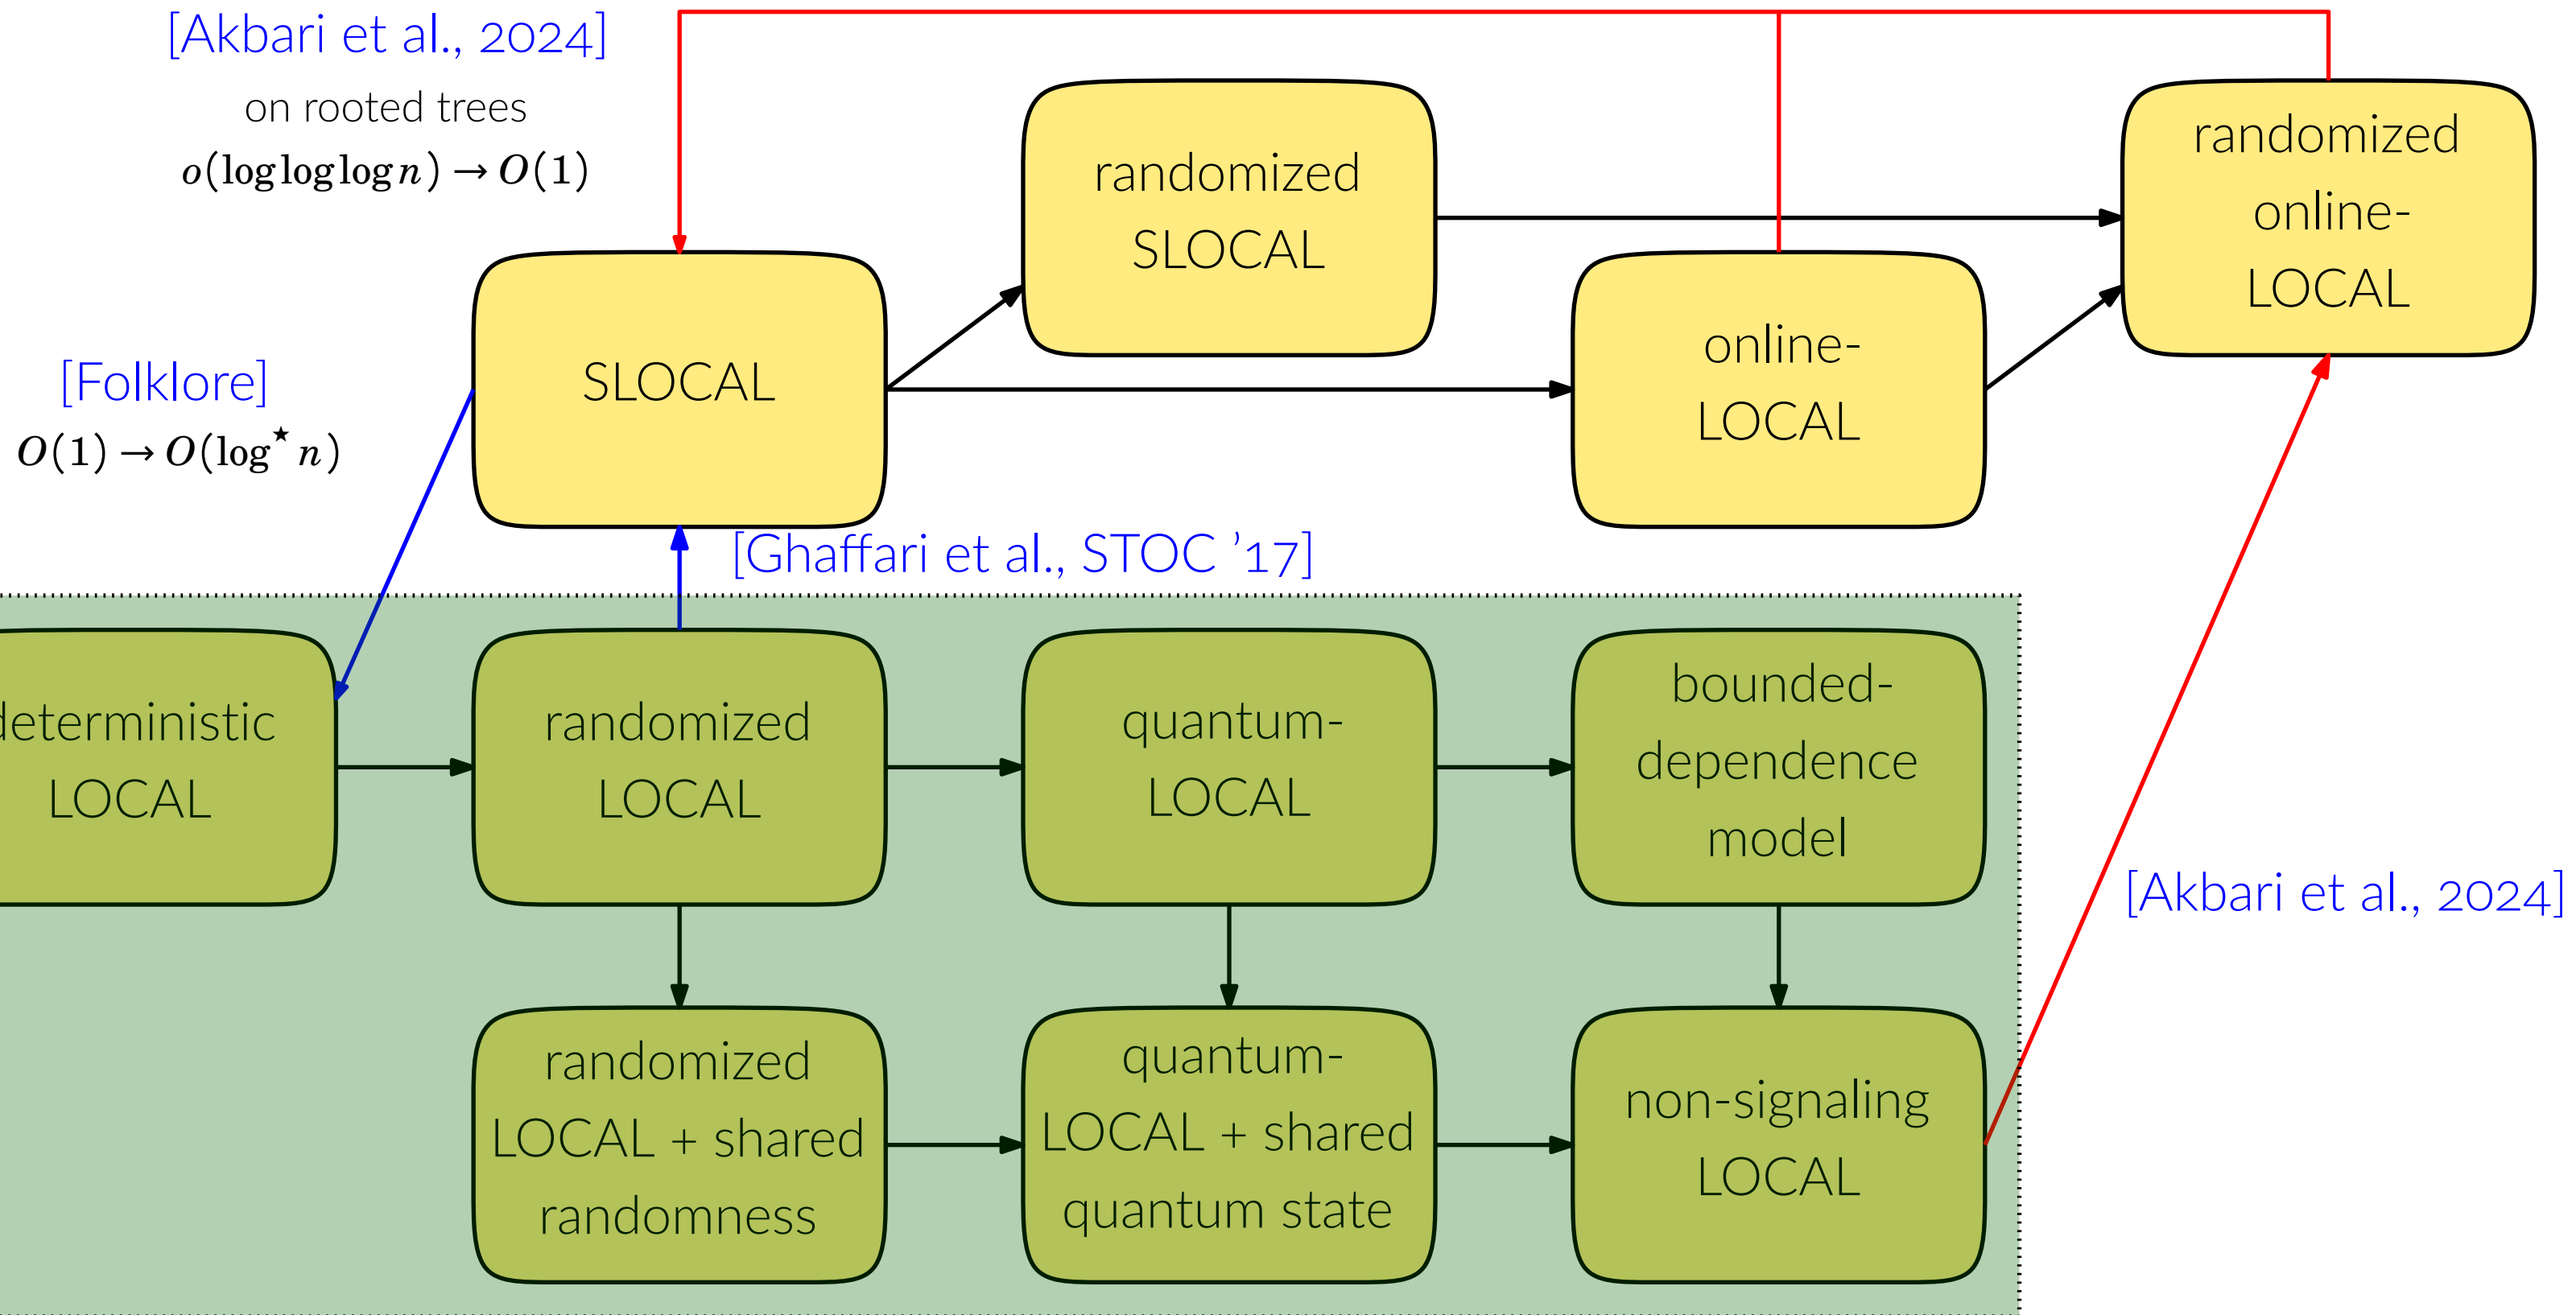 [Akbari et al., 2024]
on rooted trees
o(log log log n) → O(1)
randomized
SLOCAL
randomized
online-
LOCAL
SLOCAL
online-
LOCAL
[Folklore]
O(1) → O(log* n)
[Ghaffari et al., STOC '17]
deterministic
LOCAL
randomized
LOCAL
quantum-
LOCAL
bounded-
dependence
model
[Akbari et al., 2024]
randomized
LOCAL + shared
randomness
quantum-
LOCAL + shared
quantum state
non-signaling
LOCAL